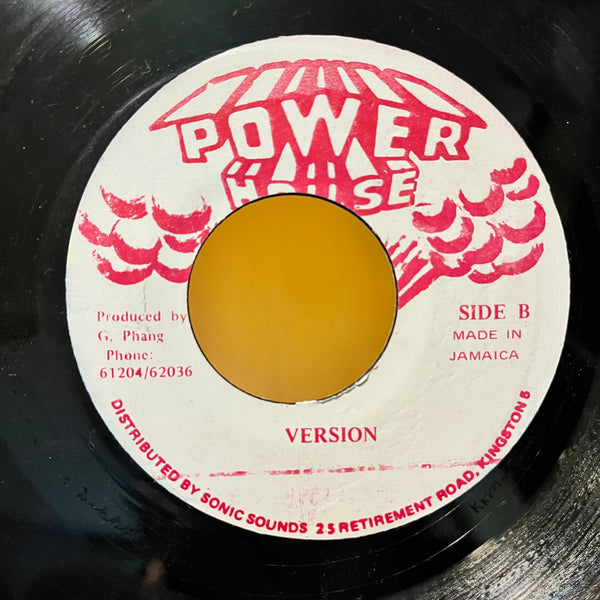 POWER
HOUSE
Produced by
G. Phang
Phone:
61204/62036
SIDE B
MADE IN
JAMAICA
VERSION
DISTRIBUTED BY SONIC SOUNDS 25 RETIREMENT ROAD, KINGSTON 5